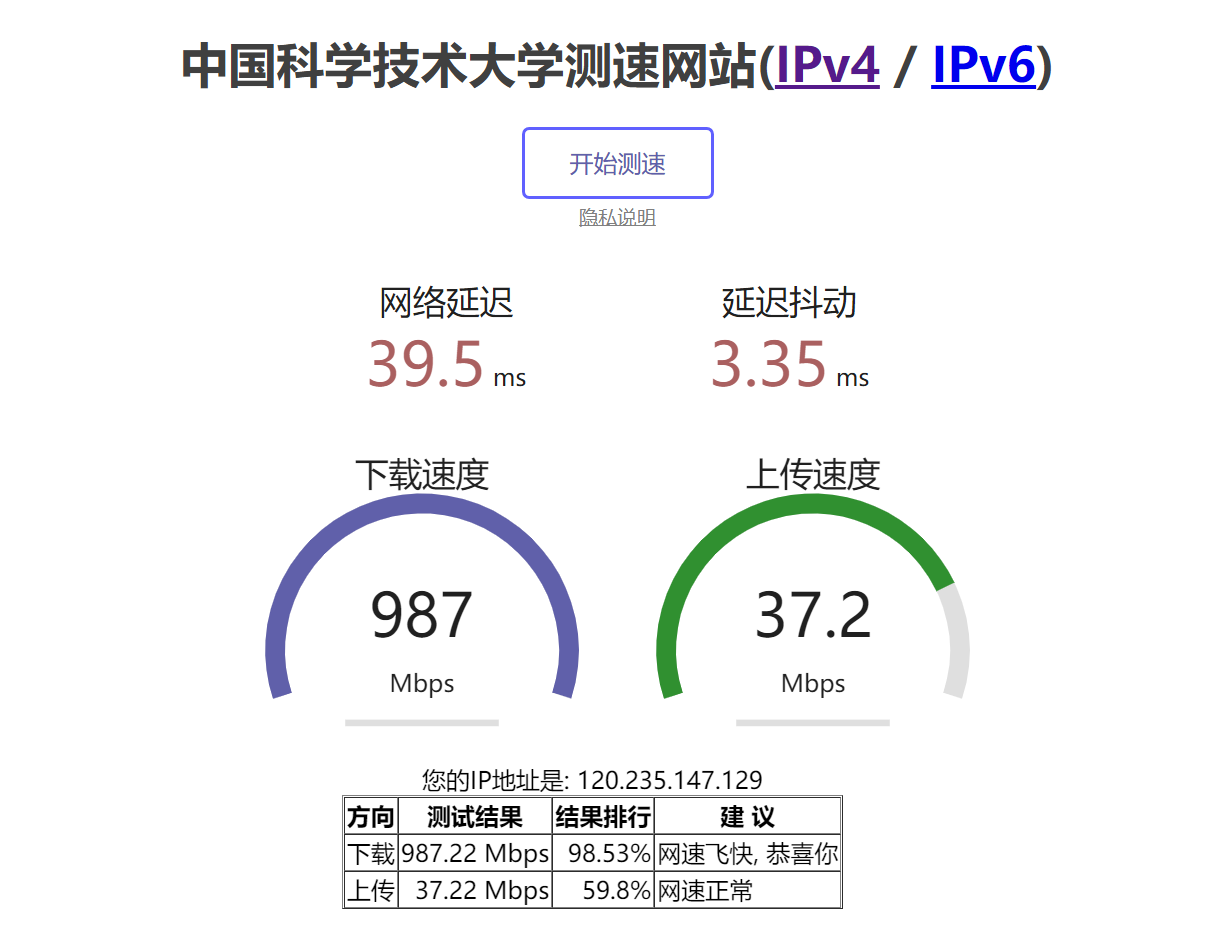 中国科学技术大学测速网站(IPv4 / IPv6)
开始测速
隐私说明
网络延迟 延迟抖动
39.5 ms 3.35 ms
下载速度 上传速度
987 37.2
Mbps Mbps
您的IP地址是: 120.235.147.129
方向 测试结果 结果排行 建 议
下载 987.22 Mbps 98.53% 网速飞快, 恭喜你
上传 37.22 Mbps 59.8% 网速正常